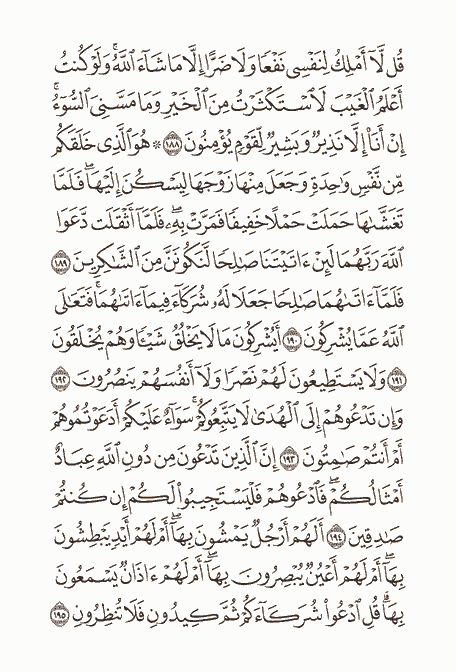 قُل لَّآ أَمْلِكُ لِنَفْسِى نَفْعًا وَلَا ضَرًّا إِلَّا مَا شَآءَ ٱللَّهُ ۚ وَلَوْ كُنتُ
أَعْلَمُ ٱلْغَيْبَ لَٱسْتَكْثَرْتُ مِنَ ٱلْخَيْرِ وَمَا مَسَّنِىَ ٱلسُّوٓءُ ۚ
إِنْ أَنَا۠ إِلَّا نَذِيرٌ وَبَشِيرٌ لِّقَوْمٍ يُؤْمِنُونَ ١٨٨ ۞ هُوَ ٱلَّذِى خَلَقَكُم
مِّن نَّفْسٍ وَٰحِدَةٍ وَجَعَلَ مِنْهَا زَوْجَهَا لِيَسْكُنَ إِلَيْهَا ۖ فَلَمَّا
تَغَشَّىٰهَا حَمَلَتْ حَمْلًا خَفِيفًا فَمَرَّتْ بِهِۦ ۖ فَلَمَّآ أَثْقَلَت دَّعَوَا
ٱللَّهَ رَبَّهُمَا لَئِنْ ءَاتَيْتَنَا صَٰلِحًا لَّنَكُونَنَّ مِنَ ٱلشَّٰكِرِينَ ١٨٩
فَلَمَّآ ءَاتَىٰهُمَا صَٰلِحًا جَعَلَا لَهُۥ شُرَكَآءَ فِيمَآ ءَاتَىٰهُمَا ۚ فَتَعَٰلَى
ٱللَّهُ عَمَّا يُشْرِكُونَ ١٩٠ أَيُشْرِكُونَ مَا لَا يَخْلُقُ شَيْـًٔا وَهُمْ يُخْلَقُونَ
١٩١ وَلَا يَسْتَطِيعُونَ لَهُمْ نَصْرًا وَلَآ أَنفُسَهُمْ يَنصُرُونَ ١٩٢
وَإِن تَدْعُوهُمْ إِلَى ٱلْهُدَىٰ لَا يَتَّبِعُوكُمْ ۚ سَوَآءٌ عَلَيْكُمْ أَدَعَوْتُمُوهُمْ
أَمْ أَنتُمْ صَٰمِتُونَ ١٩٣ إِنَّ ٱلَّذِينَ تَدْعُونَ مِن دُونِ ٱللَّهِ عِبَادٌ
أَمْثَالُكُمْ ۖ فَٱدْعُوهُمْ فَلْيَسْتَجِيبُوا۟ لَكُمْ إِن كُنتُمْ
صَٰدِقِينَ ١٩٤ أَلَهُمْ أَرْجُلٌ يَمْشُونَ بِهَآ ۖ أَمْ لَهُمْ أَيْدٍ يَبْطِشُونَ
بِهَآ ۖ أَمْ لَهُمْ أَعْيُنٌ يُبْصِرُونَ بِهَآ ۖ أَمْ لَهُمْ ءَاذَانٌ يَسْمَعُونَ
بِهَا ۗ قُلِ ٱدْعُوا۟ شُرَكَآءَكُمْ ثُمَّ كِيدُونِ فَلَا تُنظِرُونِ ١٩٥